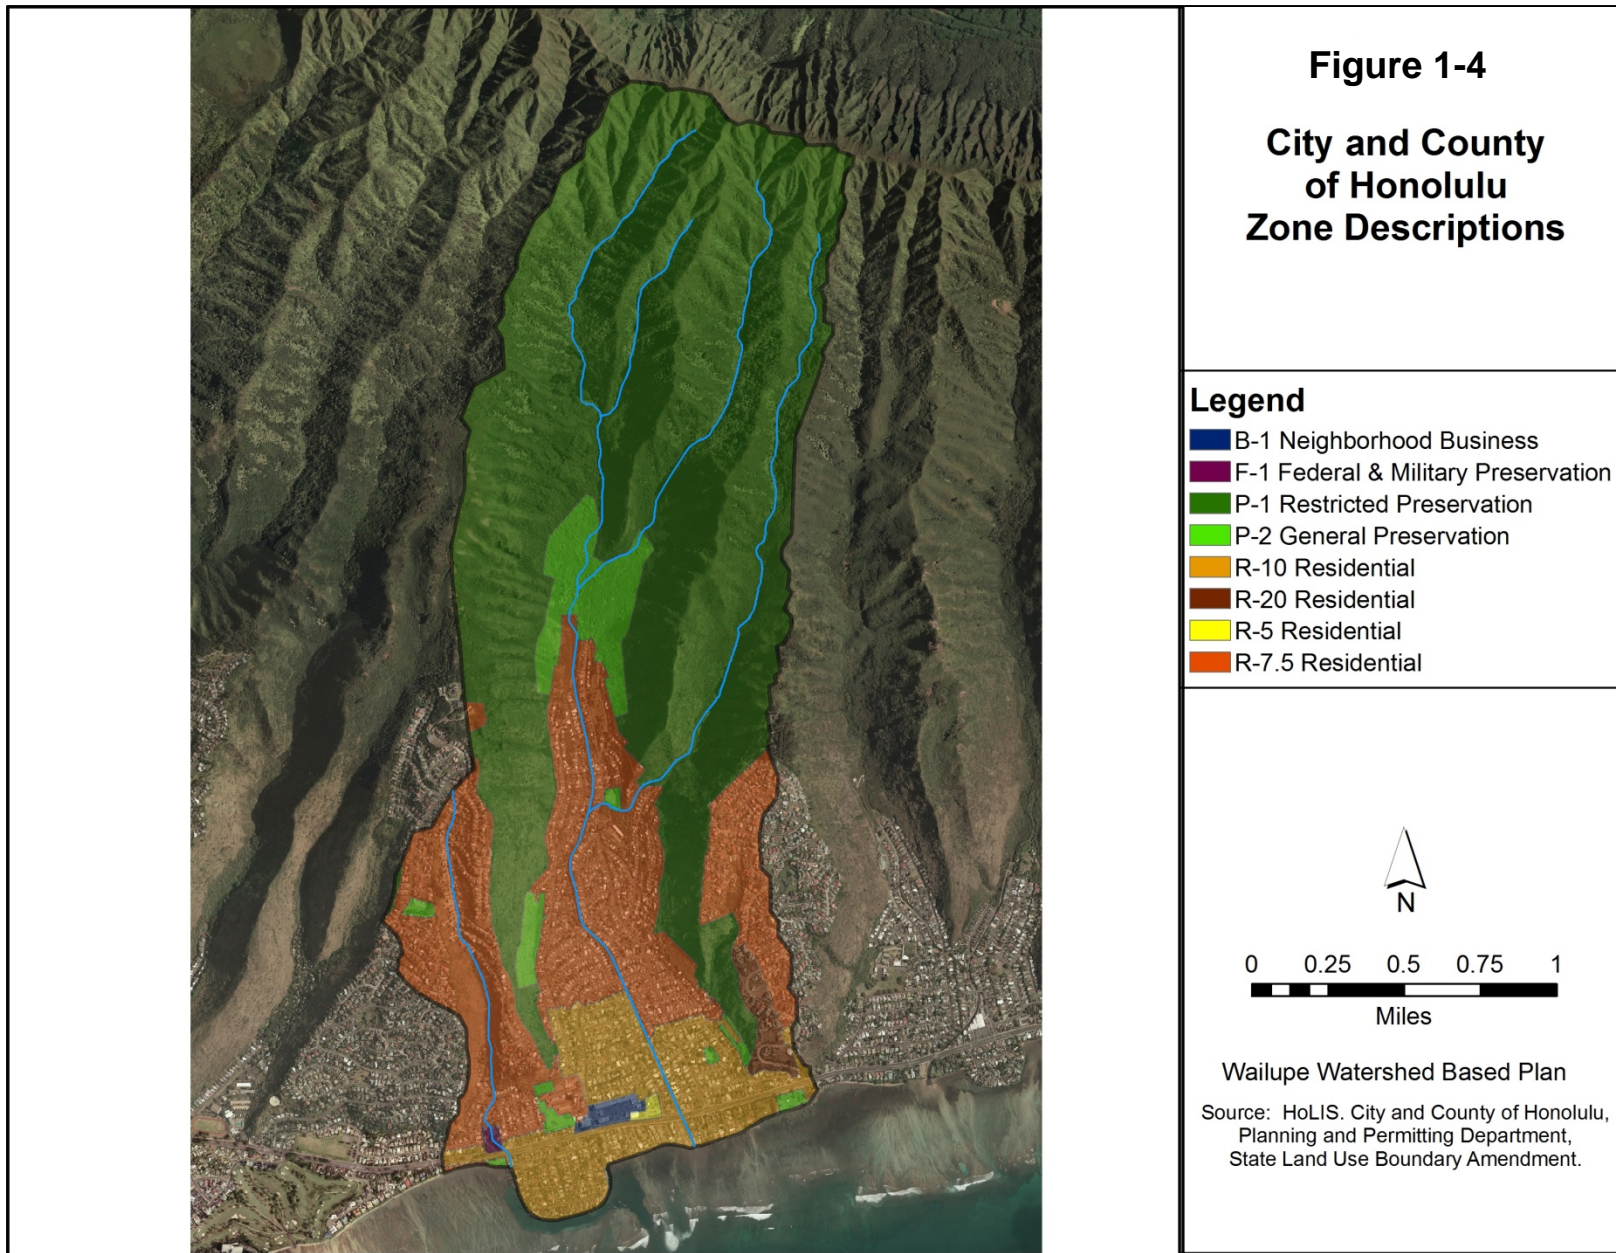 Figure 1-4
City and County
of Honolulu
Zone Descriptions
Legend
B-1 Neighborhood Business
F-1 Federal & Military Preservation
P-1 Restricted Preservation
P-2 General Preservation
R-10 Residential
R-20 Residential
R-5 Residential
R-7.5 Residential
N
0 0.25 0.5 0.75 1
Miles
Wailupe Watershed Based Plan
Source: HoLIS. City and County of Honolulu,
Planning and Permitting Department,
State Land Use Boundary Amendment.